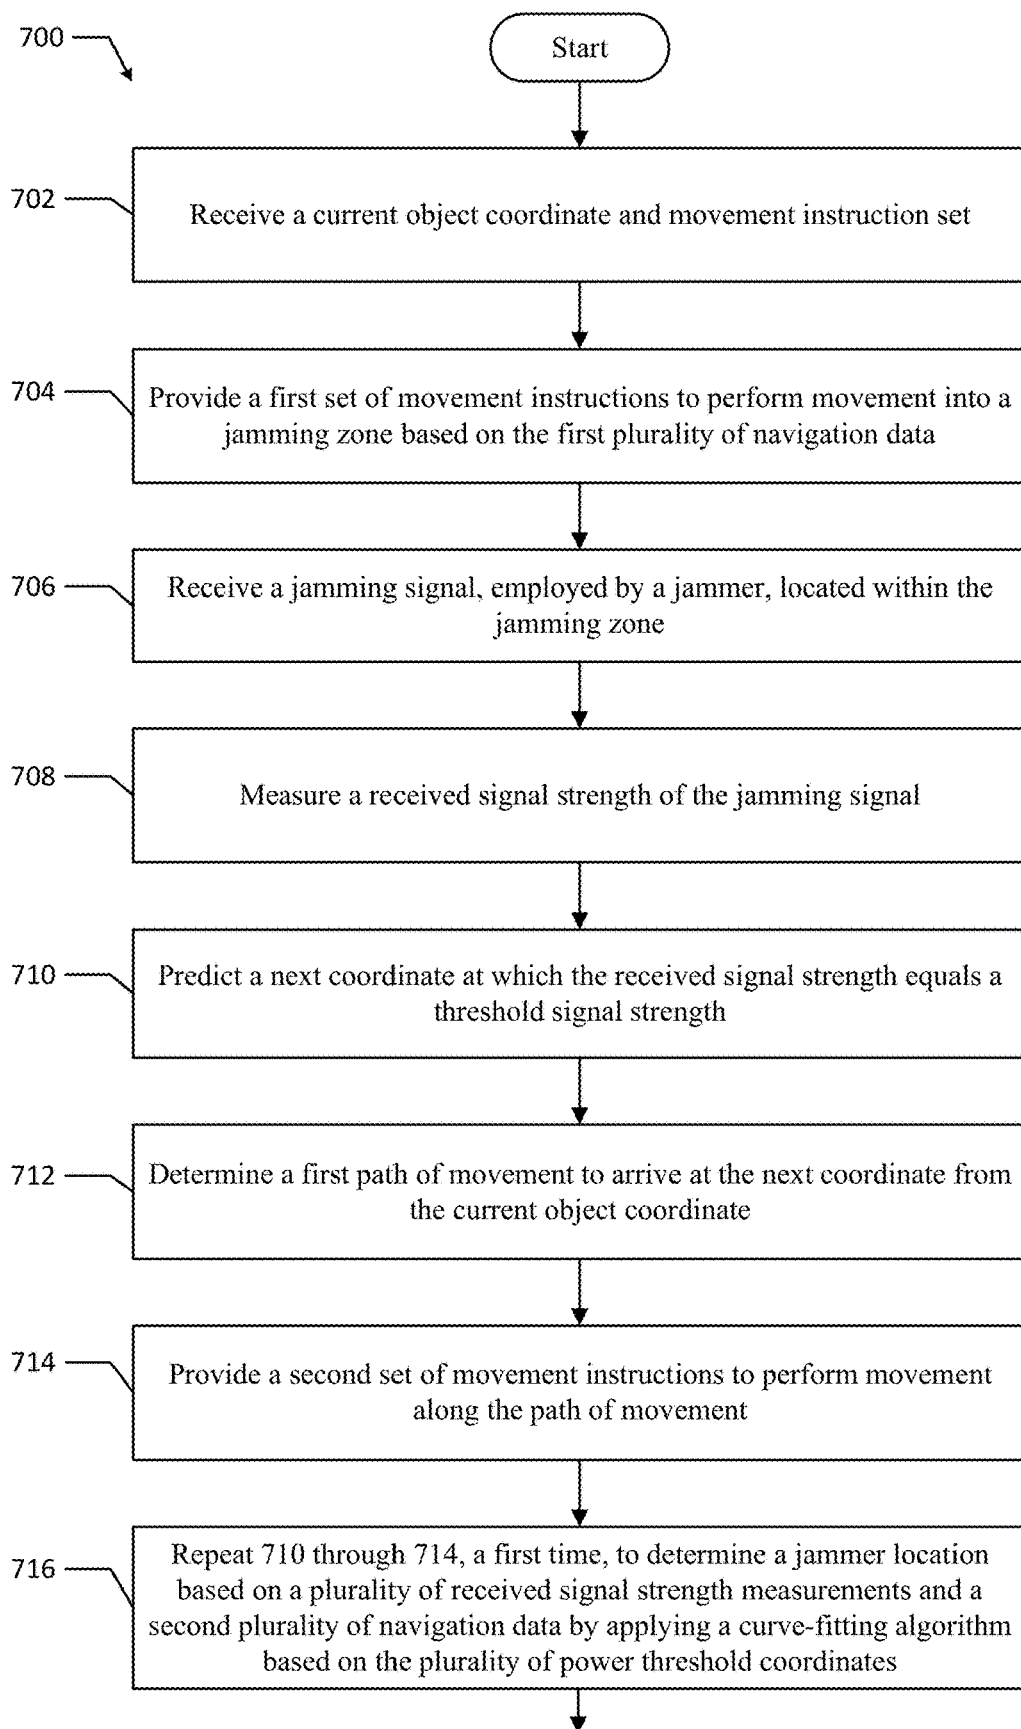 700
Start
702
Receive a current object coordinate and movement instruction set
704
Provide a first set of movement instructions to perform movement into a
jamming zone based on the first plurality of navigation data
706
Receive a jamming signal, employed by a jammer, located within the
jamming zone
708
Measure a received signal strength of the jamming signal
710
Predict a next coordinate at which the received signal strength equals a
threshold signal strength
712
Determine a first path of movement to arrive at the next coordinate from
the current object coordinate
714
Provide a second set of movement instructions to perform movement
along the path of movement
716
Repeat 710 through 714, a first time, to determine a jammer location
based on a plurality of received signal strength measurements and a
second plurality of navigation data by applying a curve-fitting algorithm
based on the plurality of power threshold coordinates